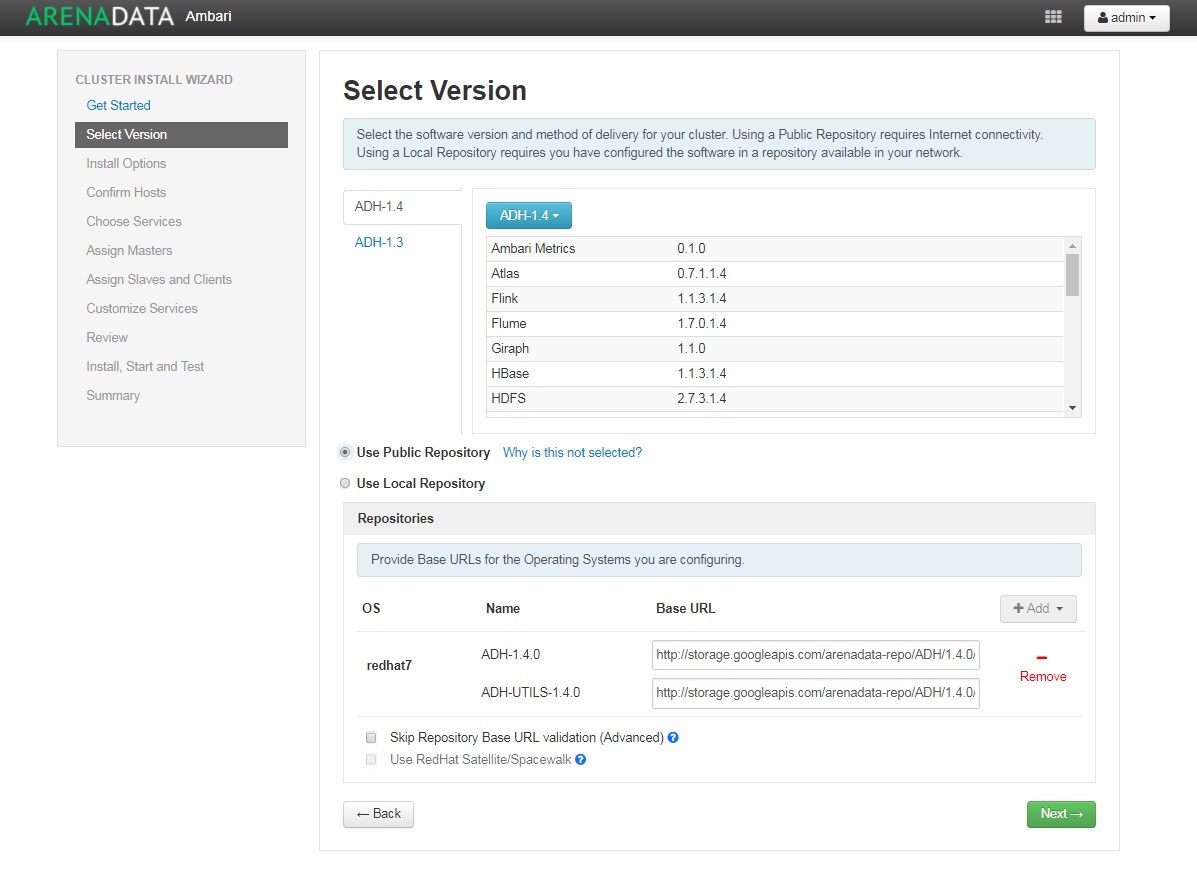 ARENADATA Ambari
admin
CLUSTER INSTALL WIZARD
Get Started
Select Version
Install Options
Confirm Hosts
Choose Services
Assign Masters
Assign Slaves and Clients
Customize Services
Review
Install, Start and Test
Summary
Select Version
Select the software version and method of delivery for your cluster. Using a Public Repository requires Internet connectivity.
Using a Local Repository requires you have configured the software in a repository available in your network.
ADH-1.4
ADH-1.3
ADH-1.4
Ambari Metrics 0.1.0
Atlas 0.7.1.1.4
Flink 1.1.3.1.4
Flume 1.7.0.1.4
Giraph 1.1.0
HBase 1.1.3.1.4
HDFS 2.7.3.1.4
Use Public Repository Why is this not selected?
Use Local Repository
Repositories
Provide Base URLs for the Operating Systems you are configuring.
OS Name Base URL + Add
redhat7
ADH-1.4.0 http://storage.googleapis.com/arenadata-repo/ADH/1.4.0/
ADH-UTILS-1.4.0 http://storage.googleapis.com/arenadata-repo/ADH/1.4.0/
Remove
Skip Repository Base URL validation (Advanced) ?
Use RedHat Satellite/Spacewalk ?
← Back
Next →